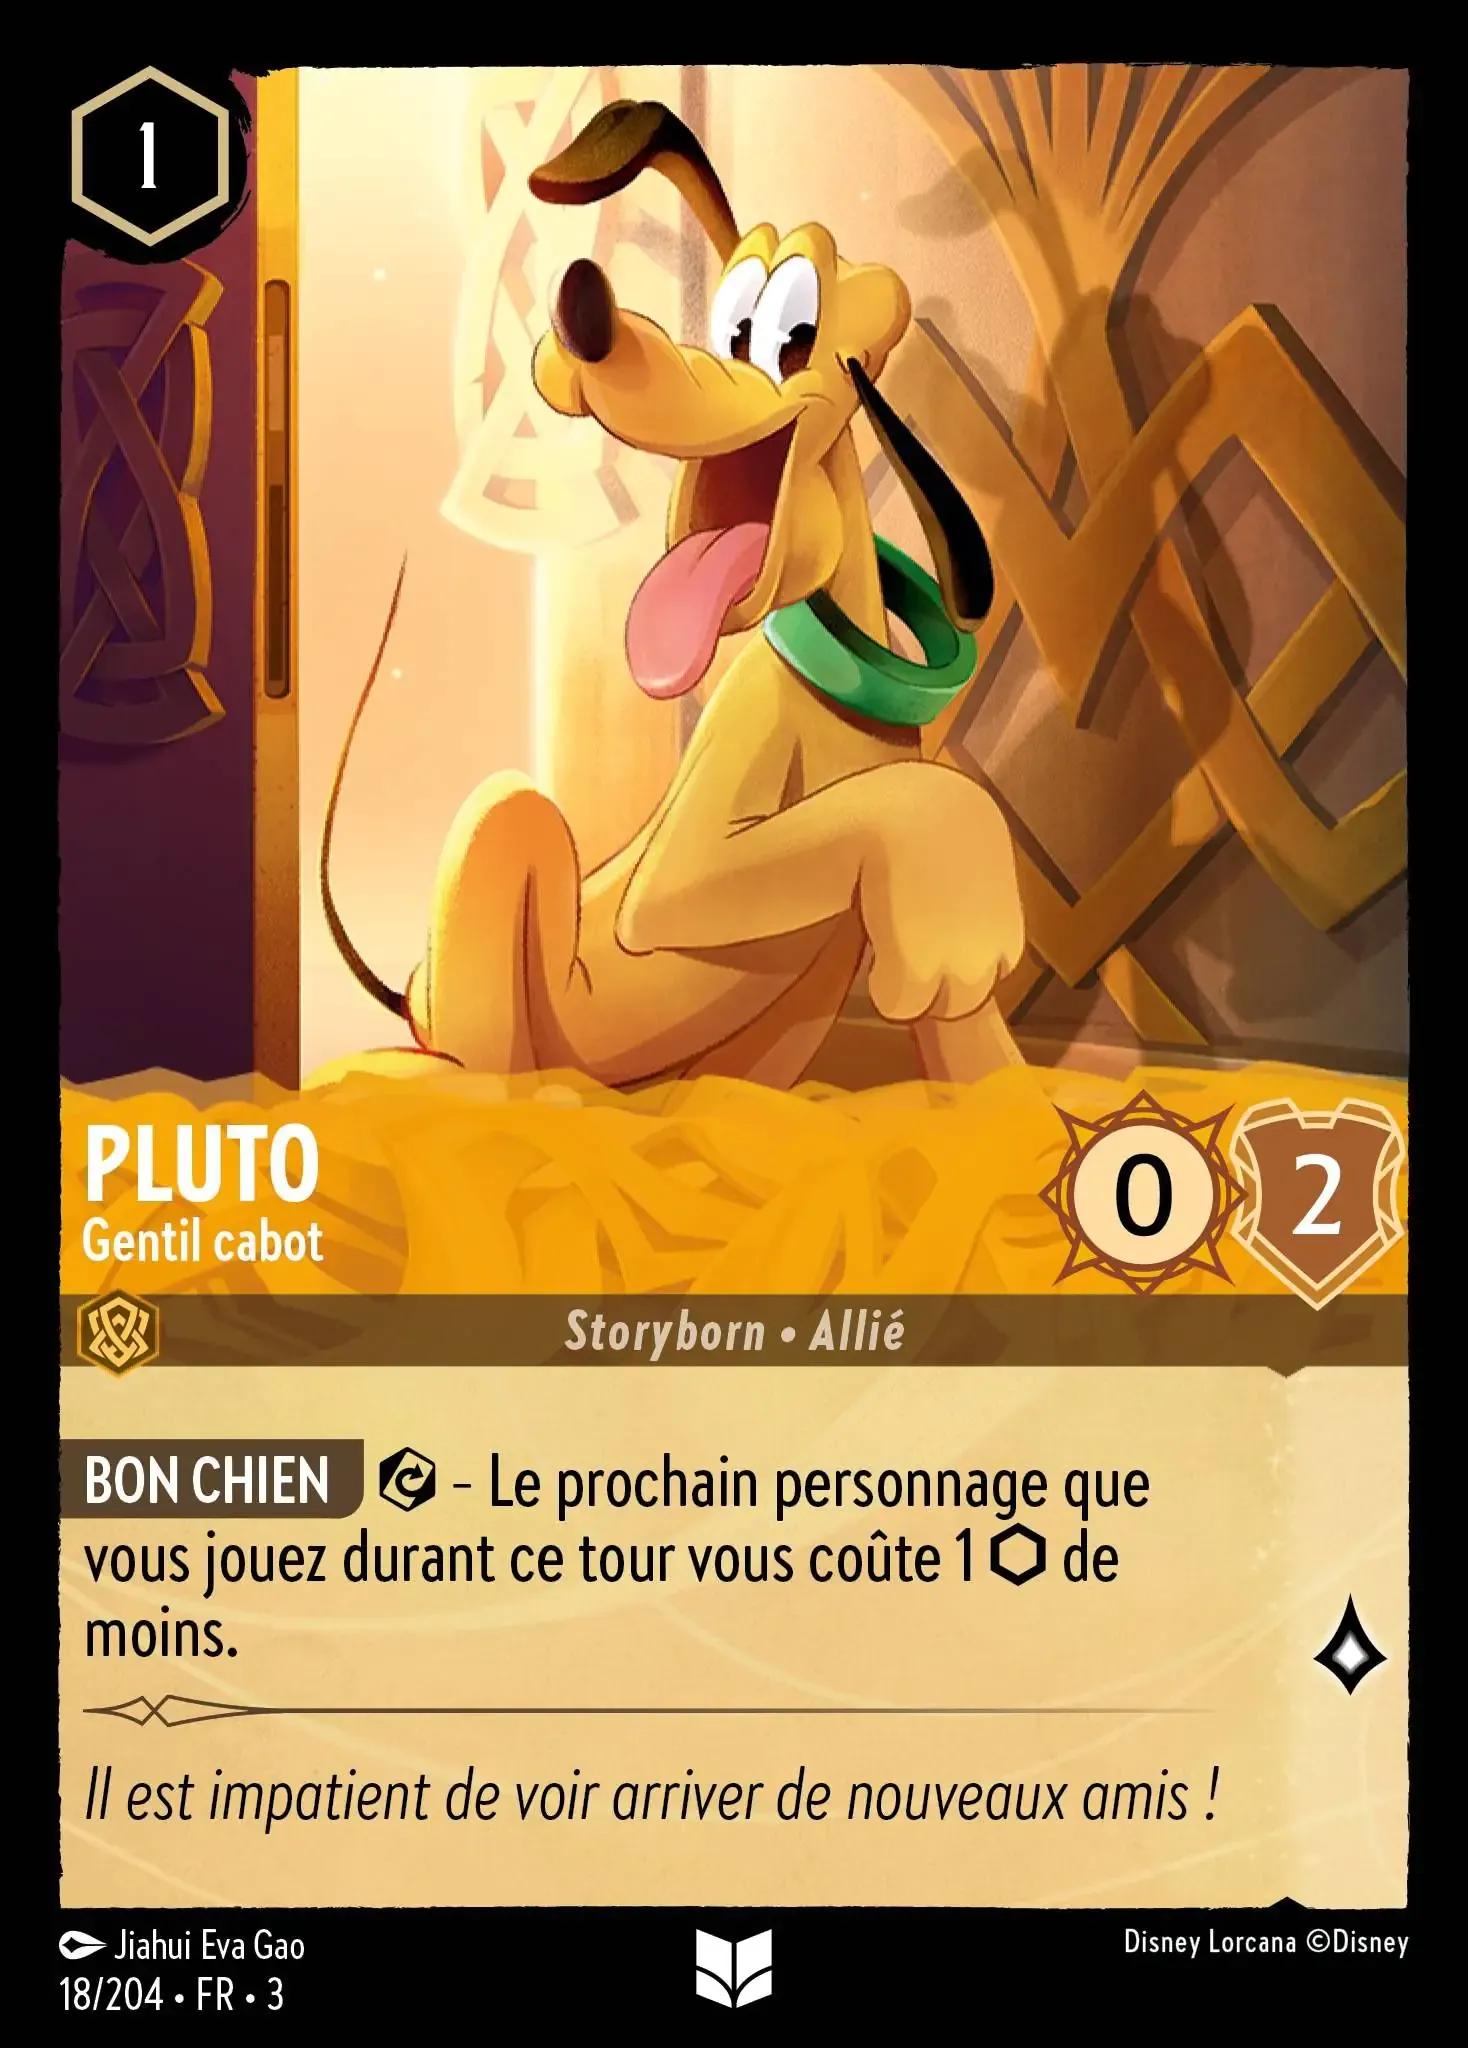 1
PLUTO
Gentil cabot
0
2
Storyborn • Allié
BON CHIEN - Le prochain personnage que
vous jouez durant ce tour vous coûte 1 de
moins.
Il est impatient de voir arriver de nouveaux amis !
Jiahui Eva Gao
18/204 • FR • 3
Disney Lorcana ©Disney